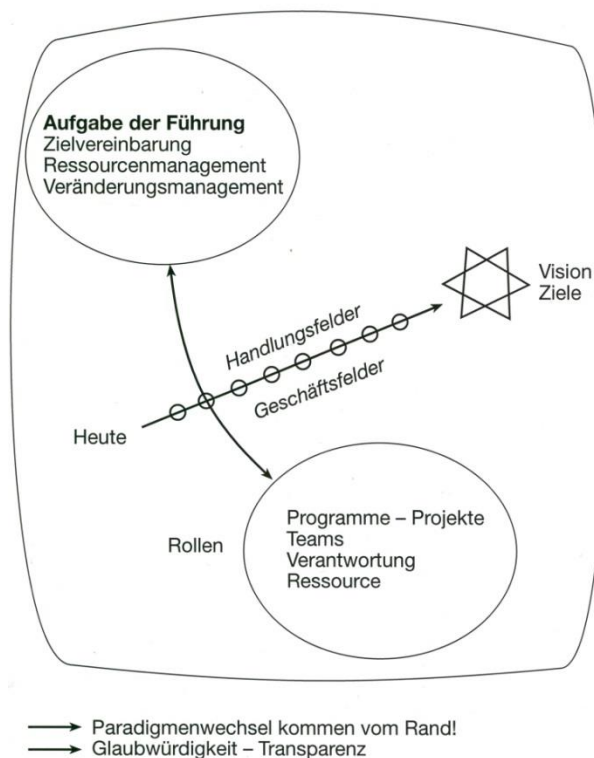 Aufgabe der Führung
Zielvereinbarung
Ressourcenmanagement
Veränderungsmanagement
Vision
Ziele
Handlungsfelder
Geschäftsfelder
Heute
Rollen
Programme – Projekte
Teams
Verantwortung
Ressource
Paradigmenwechsel kommen vom Rand!
Glaubwürdigkeit – Transparenz